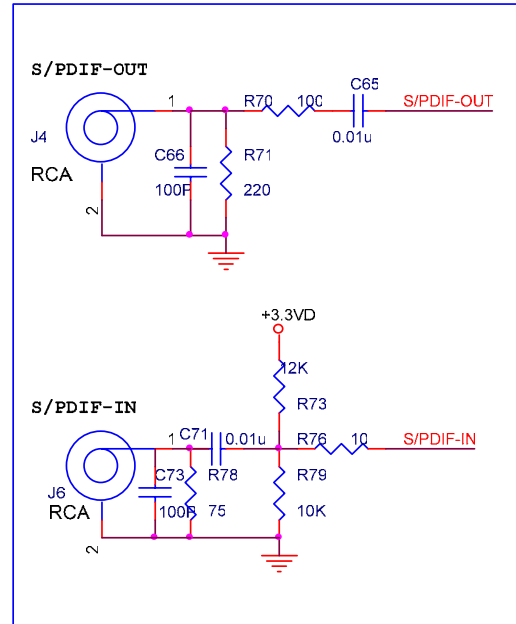 S/PDIF-OUT
C65
1
R70
100
S/PDIF-OUT
0.01u
J4
C66
R71
RCA
100P
220
2
+3.3VD
12K
R73
S/PDIF-IN
C71
0.01u
R76
10
S/PDIF-IN
1
C73
R78
R79
J6
RCA
100P
75
10K
2